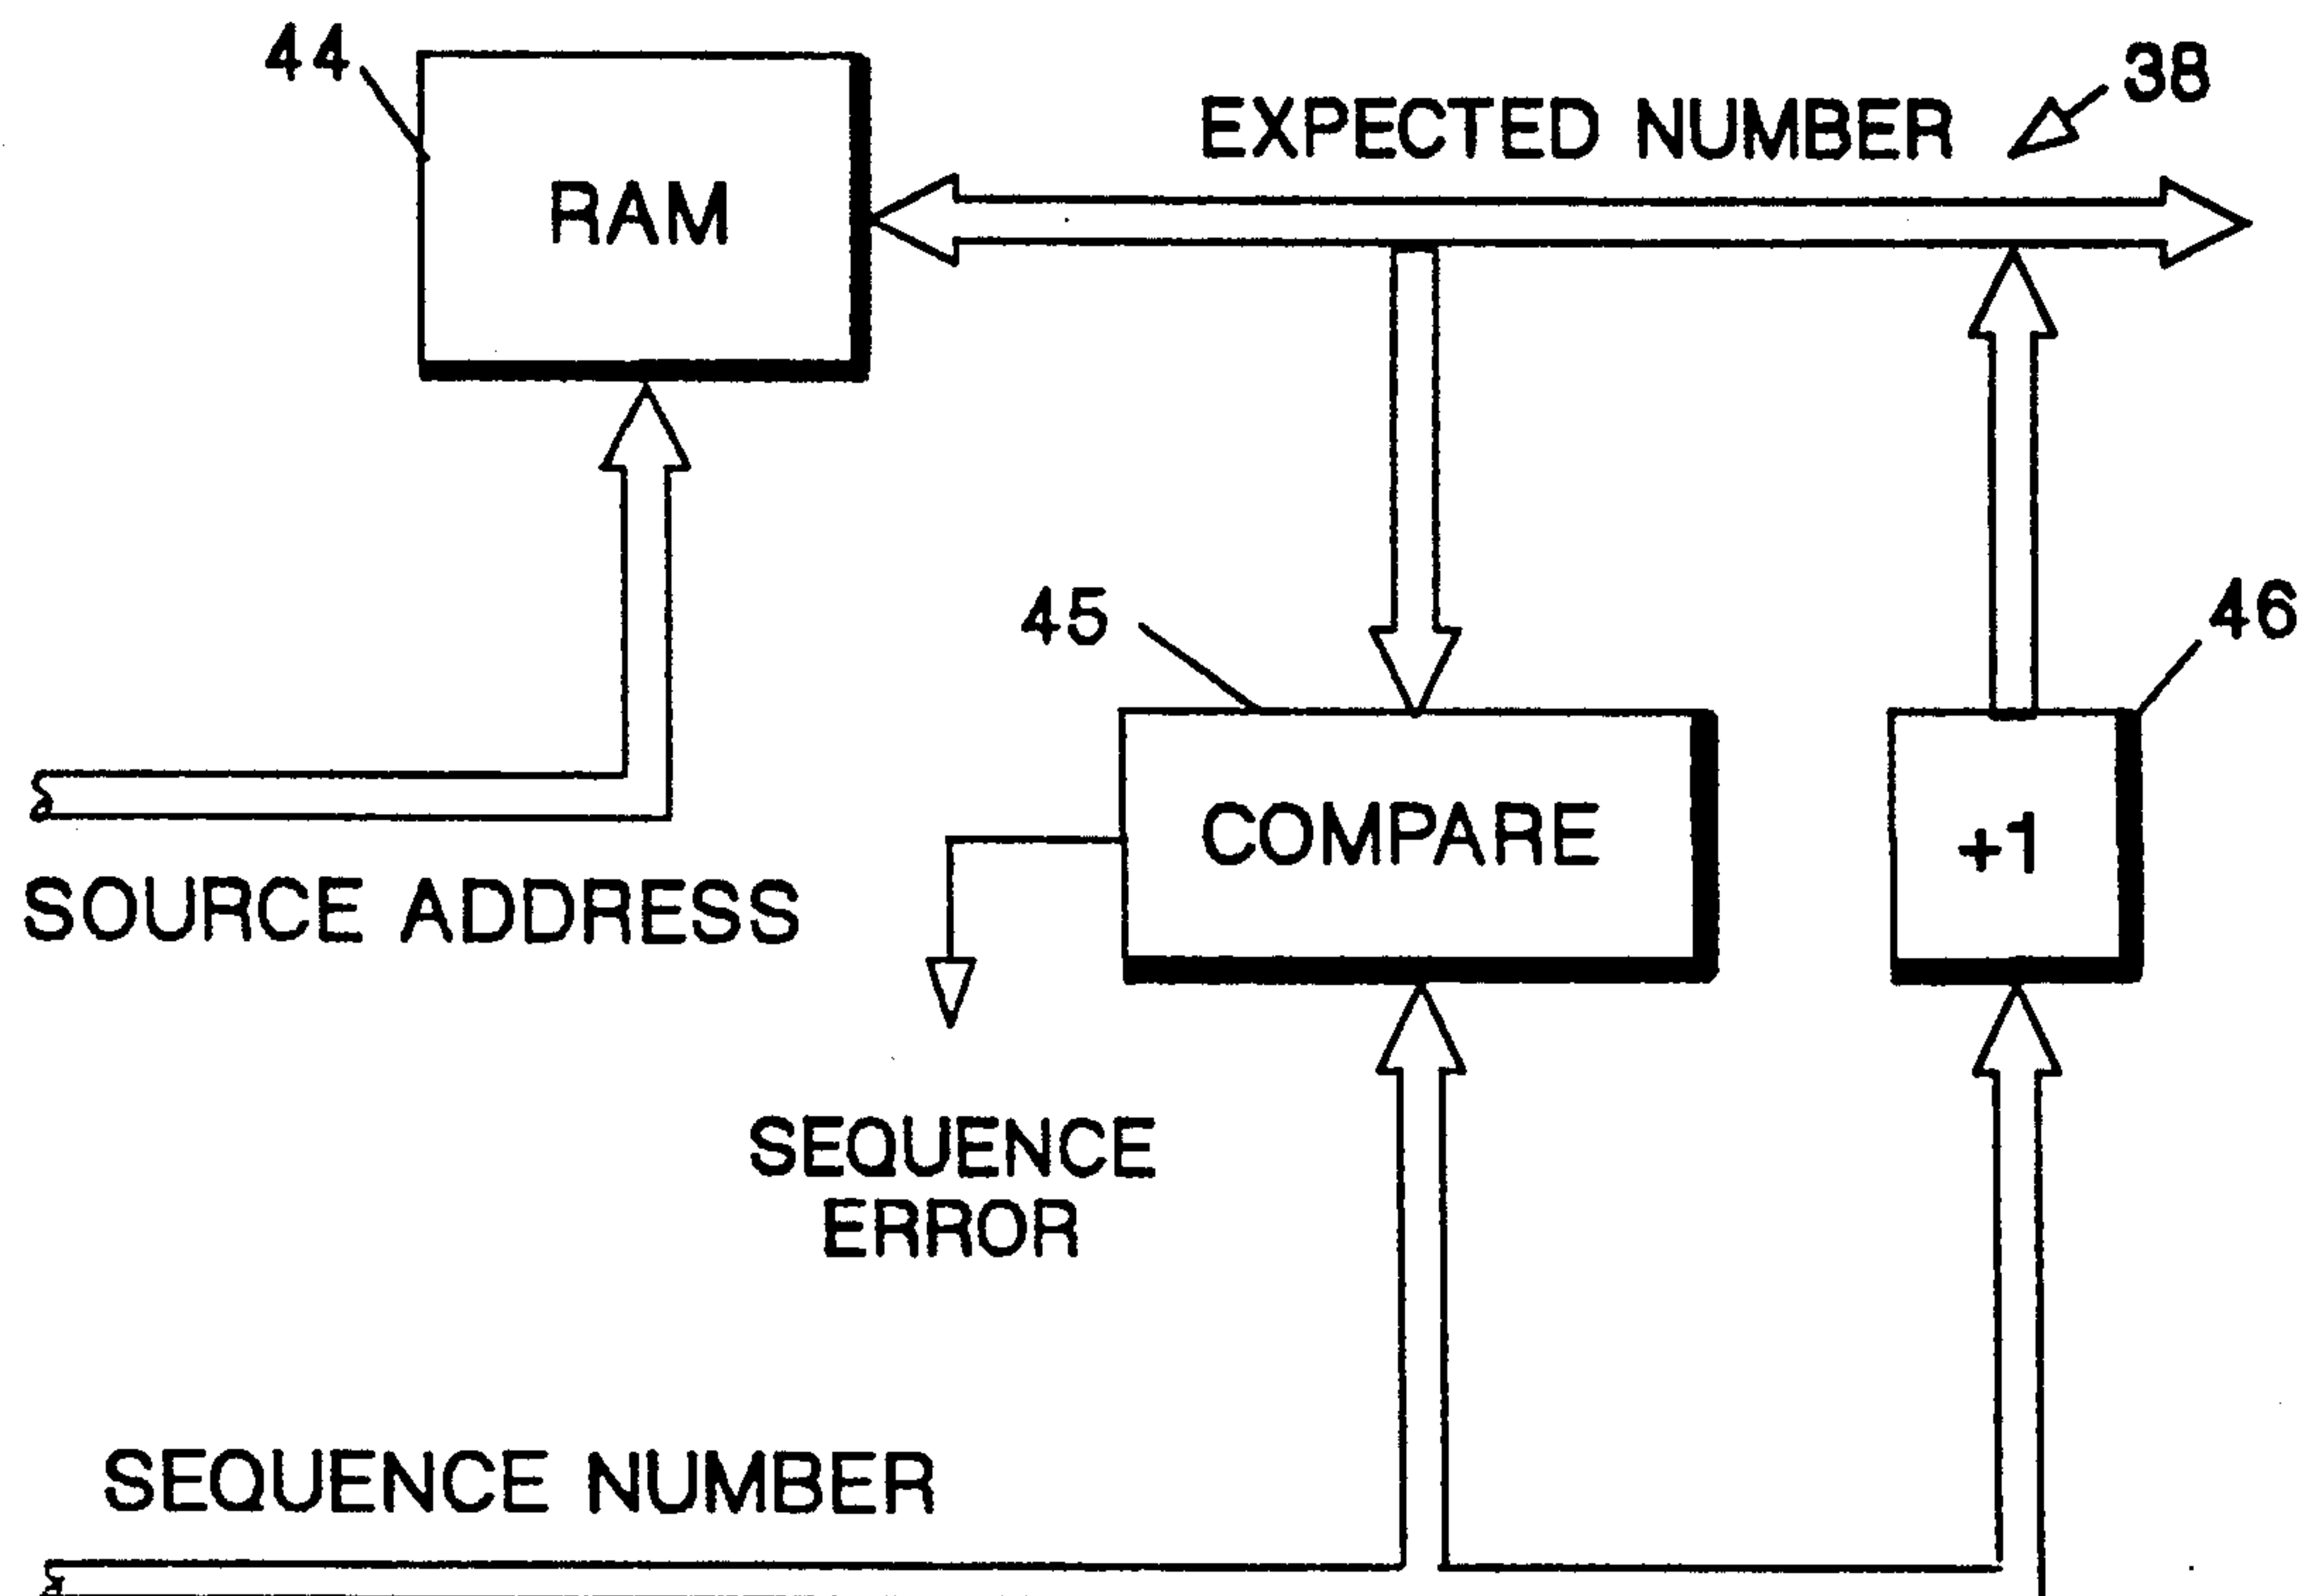 44
38
EXPECTED NUMBER
RAM
45
46
COMPARE
+1
SOURCE ADDRESS
SEQUENCE
ERROR
SEQUENCE NUMBER